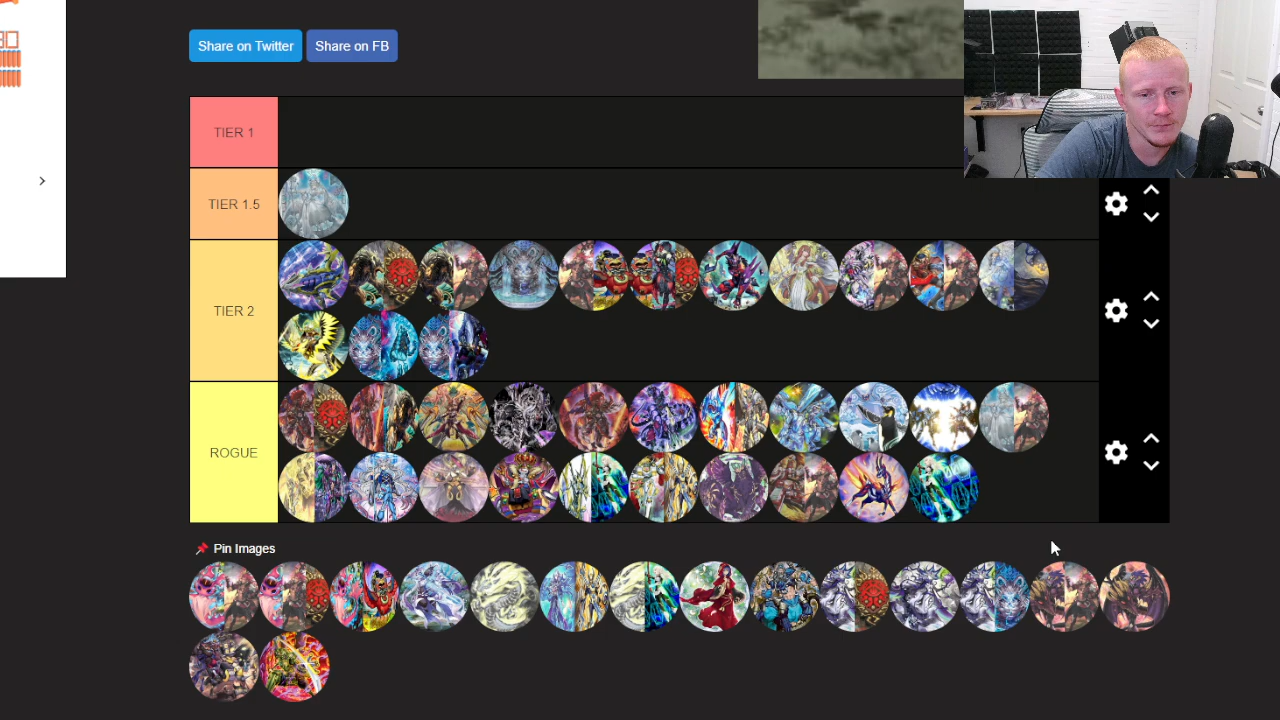 Share on Twitter Share on FB
TIER 1
TIER 1.5
TIER 2
ROGUE
Pin Images